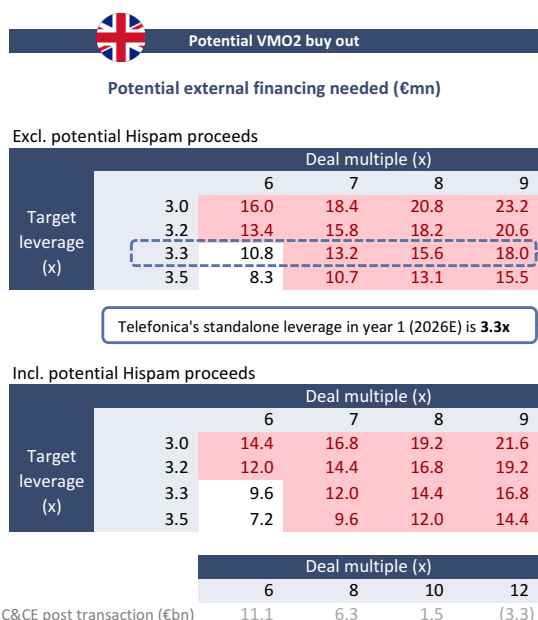 Potential VMO2 buy out
Potential external financing needed (€mn)
Excl. potential Hispam proceeds
Deal multiple (x)
6 7 8 9
Target leverage (x)
3.0 16.0 18.4 20.8 23.2
3.2 13.4 15.8 18.2 20.6
3.3 10.8 13.2 15.6 18.0
3.5 8.3 10.7 13.1 15.5
Telefonica's standalone leverage in year 1 (2026E) is 3.3x
Incl. potential Hispam proceeds
Deal multiple (x)
6 7 8 9
Target leverage (x)
3.0 14.4 16.8 19.2 21.6
3.2 12.0 14.4 16.8 19.2
3.3 9.6 12.0 14.4 16.8
3.5 7.2 9.6 12.0 14.4
Deal multiple (x)
6 8 10 12
C&CE post transaction (€bn) 11.1 6.3 1.5 (3.3)